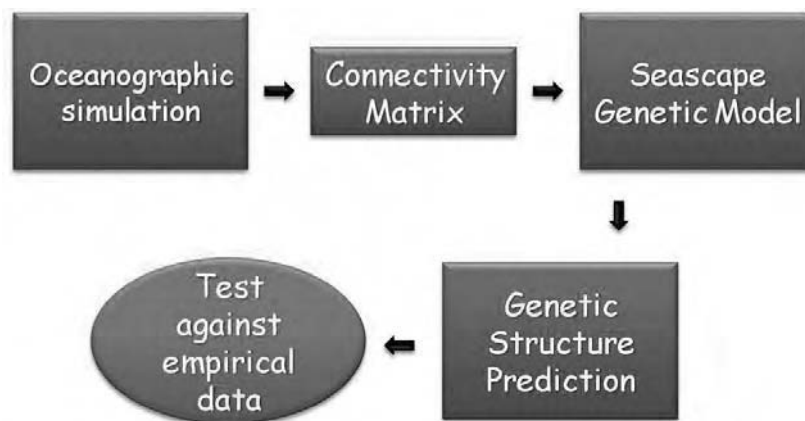 Oceanographic
simulation
Connectivity
Matrix
Seascape
Genetic Model
Genetic
Structure
Prediction
Test
against
empirical
data